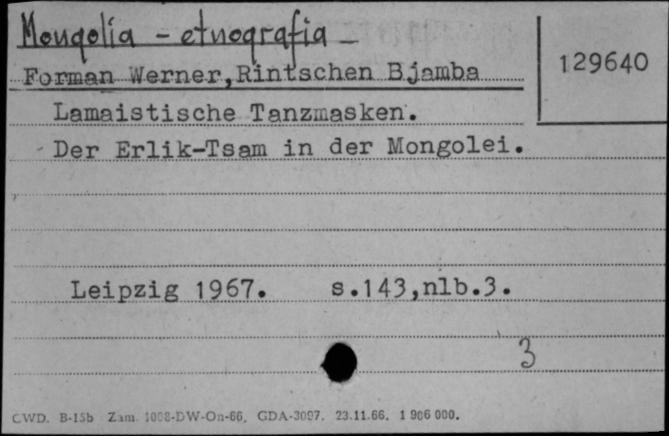 Mongolia - etnografia
129640
Forman Werner,Rintschen Bjamba
Lamaistische Tanzmasken.
Der Erlik-Tsam in der Mongolei.
Leipzig 1967. s.143,nlb.3.
3
CWD. B-15b Zam. 1008-DW-On-66, GDA-3097. 23.11.66. 1 906 000.